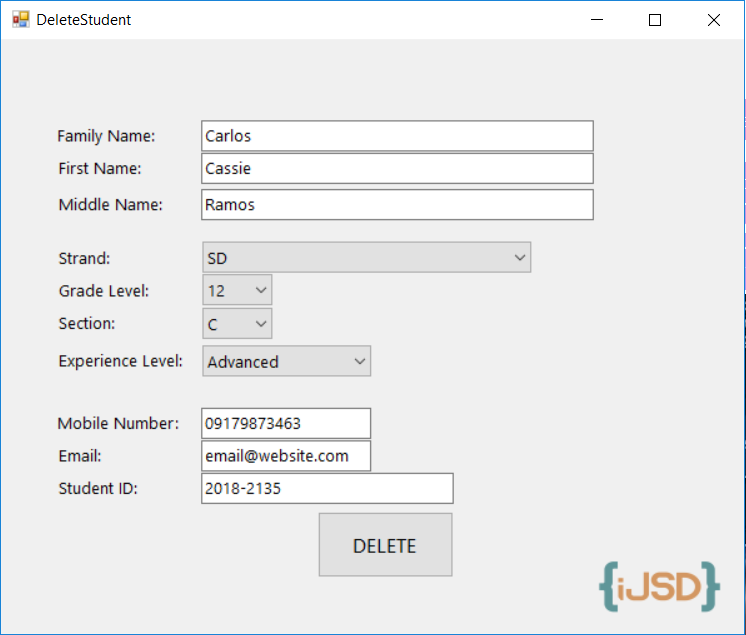 DeleteStudent
Family Name: Carlos
First Name: Cassie
Middle Name: Ramos
Strand: SD
Grade Level: 12
Section: C
Experience Level: Advanced
Mobile Number: 09179873463
Email: email@website.com
Student ID: 2018-2135
DELETE
{iJSD}